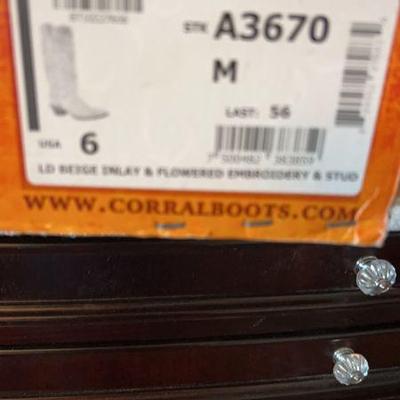 STK A3670
M
LAST: 56
USA 6
LD BEIGE INLAY & FLOWERED EMBROIDERY & STUD
WWW.CORRALBOOTS.COM